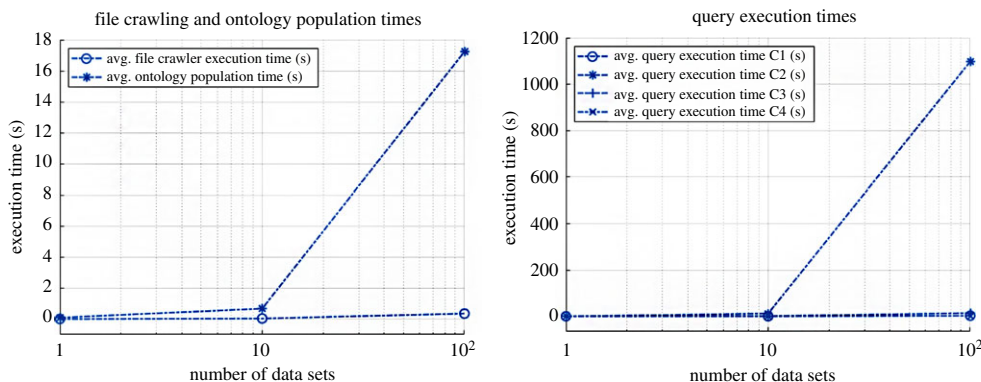 file crawling and ontology population times
18
16
14
12
10
8
6
4
2
0
execution time (s)
avg. file crawler execution time (s)
avg. ontology population time (s)
1
10
10²
number of data sets
query execution times
1200
1000
800
600
400
200
0
execution time (s)
avg. query execution time C1 (s)
avg. query execution time C2 (s)
avg. query execution time C3 (s)
avg. query execution time C4 (s)
1
10
10²
number of data sets